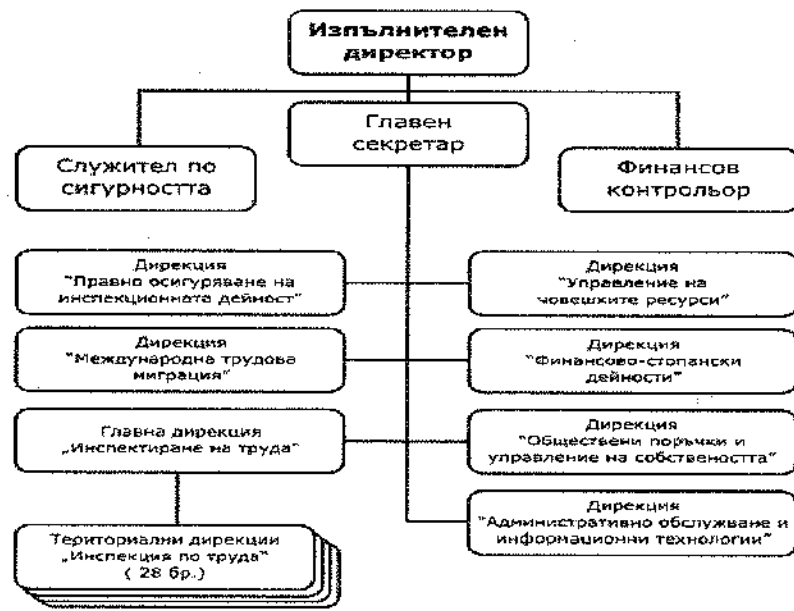 Изпълнителен
директор
Главен
секретар
Служител по
сигурността
Финансов
контрольор
Дирекция
"Правно осигуряване на
инспекционната дейност"
Дирекция
"Управление на
човешките ресурси"
Дирекция
"Международна трудова
миграция"
Дирекция
"Финансово-стопански
дейности"
Главна дирекция
„Инспектиране на труда"
Дирекция
"Обществени поръчки и
управление на собствеността"
Дирекция
"Административно обслужване и
информационни технологии"
Териториални дирекции
„Инспекция по труда"
( 28 бр.)